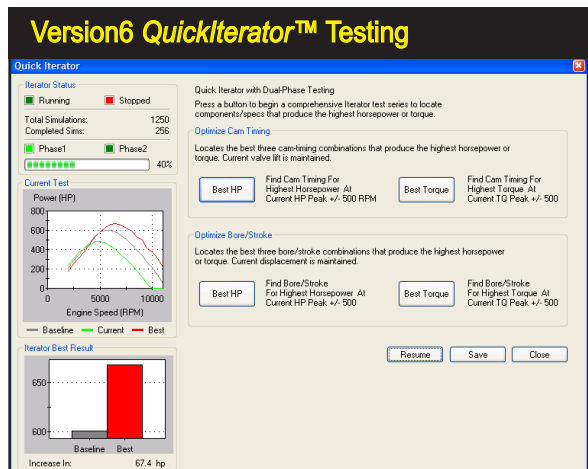 Version6 QuickIterator™ Testing
Quick Iterator
Iterator Status
Running Stopped
Total Simulations: 1250
Completed Sims: 256
Phase1 Phase2
40%
Current Test
Power (HP)
800
600
400
200
0
0 5000 10000
Engine Speed (RPM)
Baseline Current Best
Iterator Best Result
650
600
Baseline Best
Increase In: 67.4 hp
Quick Iterator with Dual-Phase Testing
Press a button to begin a comprehensive Iterator test series to locate
components/specs that produce the highest horsepower or torque.
Optimize Cam Timing
Locates the best three cam-timing combinations that produce the highest horsepower or
torque. Current valve lift is maintained.
Best HP
Find Cam Timing For
Highest Horsepower At
Current HP Peak +/- 500 RPM
Best Torque
Find Cam Timing For
Highest Torque At
Current TQ Peak +/- 500
Optimize Bore/Stroke
Locates the best three bore/stroke combinations that produce the highest horsepower
or torque. Current displacement is maintained.
Best HP
Find Bore/Stroke
For Highest Horsepower At
Current HP Peak +/- 500
Best Torque
Find Bore/Stroke
For Highest Torque At
Current TQ Peak +/- 500
Resume Save Close